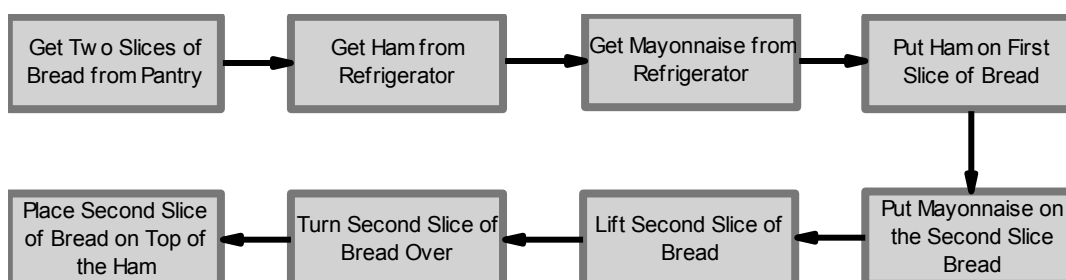 Get Two Slices of
Bread from Pantry
Get Ham from
Refrigerator
Get Mayonnaise from
Refrigerator
Put Ham on First
Slice of Bread
Put Mayonnaise on
the Second Slice
Bread
Lift Second Slice of
Bread
Turn Second Slice of
Bread Over
Place Second Slice
of Bread on Top of
the Ham